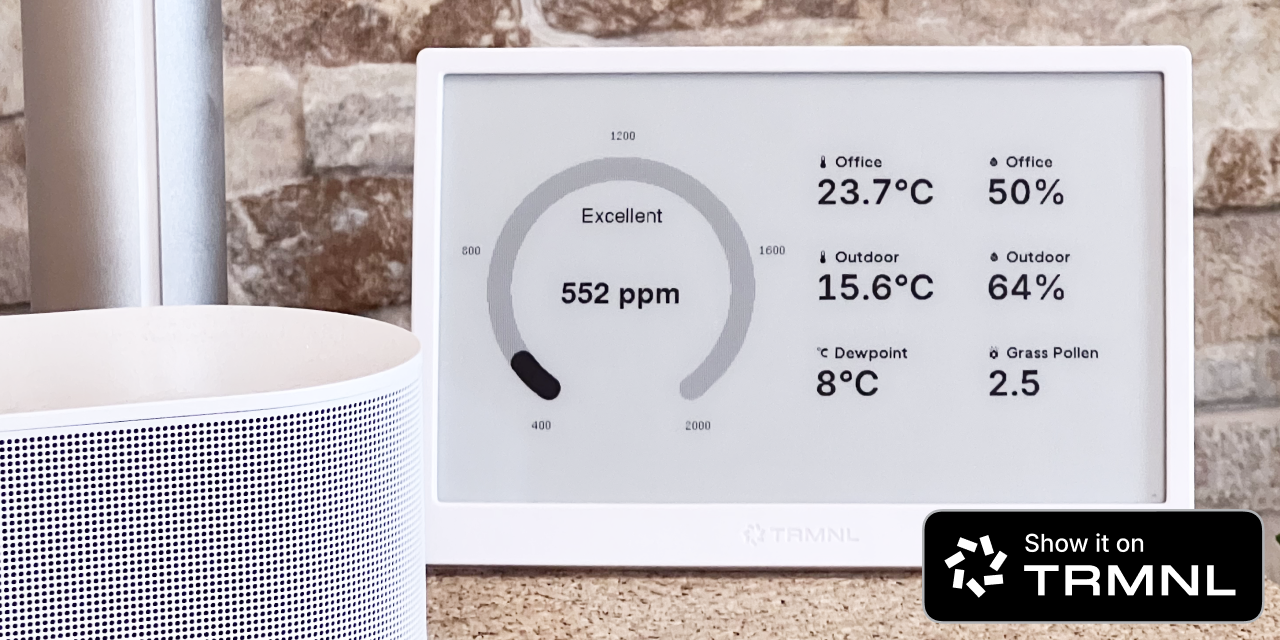 1200
800
1600
400
2000
Excellent
552 ppm
Office
23.7°C
Office
50%
Outdoor
15.6°C
Outdoor
64%
°C Dewpoint
8°C
Grass Pollen
2.5
TRMNL
Show it on
TRMNL